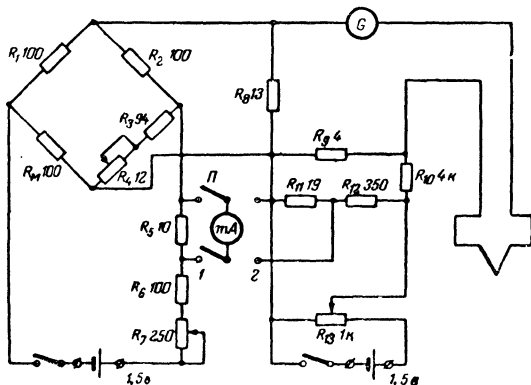 G
R₁ 100
R₂ 100
R₃ 94
R₄ 12
Rм 100
R₈ 13
R₉ 4
R₁₀ 4к
R₁₁ 19
R₁₂ 350
П
mA
R₅ 10
1
2
R₆ 100
R₇ 250
R₁₃ 1к
1,5в
1,5в